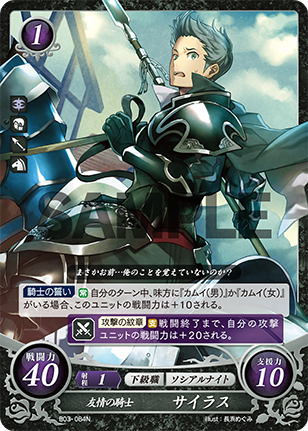 1
SAMPLE
まさかお前…俺のことを覚えていないのか？
騎士の誓い 常 自分のターン中、味方に『カムイ(男)』か『カムイ(女)』
がいる場合、このユニットの戦闘力は＋10される。
攻撃の紋章 攻 戦闘終了まで、自分の攻撃
ユニットの戦闘力は＋20される。
戦闘力 40
射程 1 下級職 ソシアルナイト
支援力 10
友情の騎士 サイラス
B03-084N
Illust：長浜めぐみ